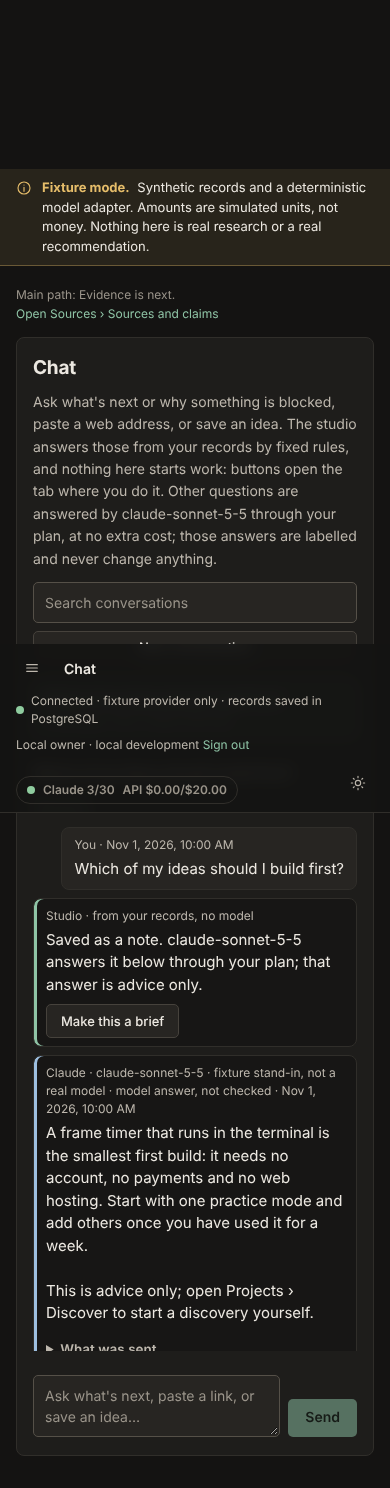 Fixture mode. Synthetic records and a deterministic
model adapter. Amounts are simulated units, not
money. Nothing here is real research or a real
recommendation.
Main path: Evidence is next.
Open Sources › Sources and claims
Chat
Ask what's next or why something is blocked,
paste a web address, or save an idea. The studio
answers those from your records by fixed rules,
and nothing here starts work: buttons open the
tab where you do it. Other questions are
answered by claude-sonnet-5-5 through your
plan, at no extra cost; those answers are labelled
and never change anything.
Search conversations
Chat
Connected · fixture provider only · records saved in
PostgreSQL
Local owner · local development Sign out
Claude 3/30 API $0.00/$20.00
You · Nov 1, 2026, 10:00 AM
Which of my ideas should I build first?
Studio · from your records, no model
Saved as a note. claude-sonnet-5-5
answers it below through your plan; that
answer is advice only.
Make this a brief
Claude · claude-sonnet-5-5 · fixture stand-in, not a
real model · model answer, not checked · Nov 1,
2026, 10:00 AM
A frame timer that runs in the terminal is
the smallest first build: it needs no
account, no payments and no web
hosting. Start with one practice mode and
add others once you have used it for a
week.
This is advice only; open Projects ›
Discover to start a discovery yourself.
What was sent
Ask what's next, paste a link, or
save an idea...
Send